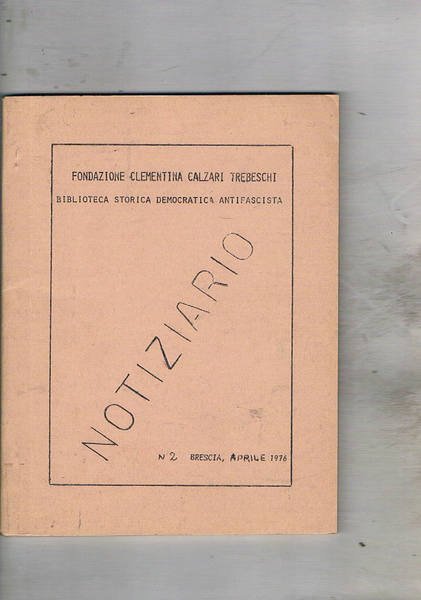 FONDAZIONE CLEMENTINA CALZARI TREBESCHI
BIBLIOTECA STORICA DEMOCRATICA ANTIFASCISTA
NOTIZIARIO
N 2 BRESCIA, APRILE 1976